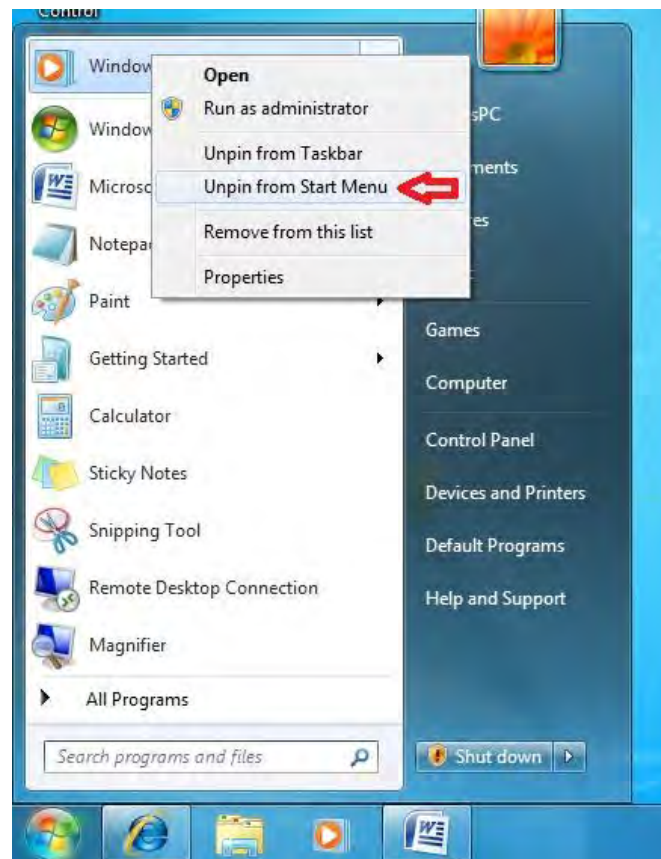 Control
Window
Open
Run as administrator
sPC
Window
Unpin from Taskbar
ments
Microsc
Unpin from Start Menu
es
Notepa
Remove from this list
Properties
Paint
Games
Getting Started
Computer
Calculator
Control Panel
Sticky Notes
Devices and Printers
Snipping Tool
Default Programs
Remote Desktop Connection
Help and Support
Magnifier
All Programs
Search programs and files
Shut down